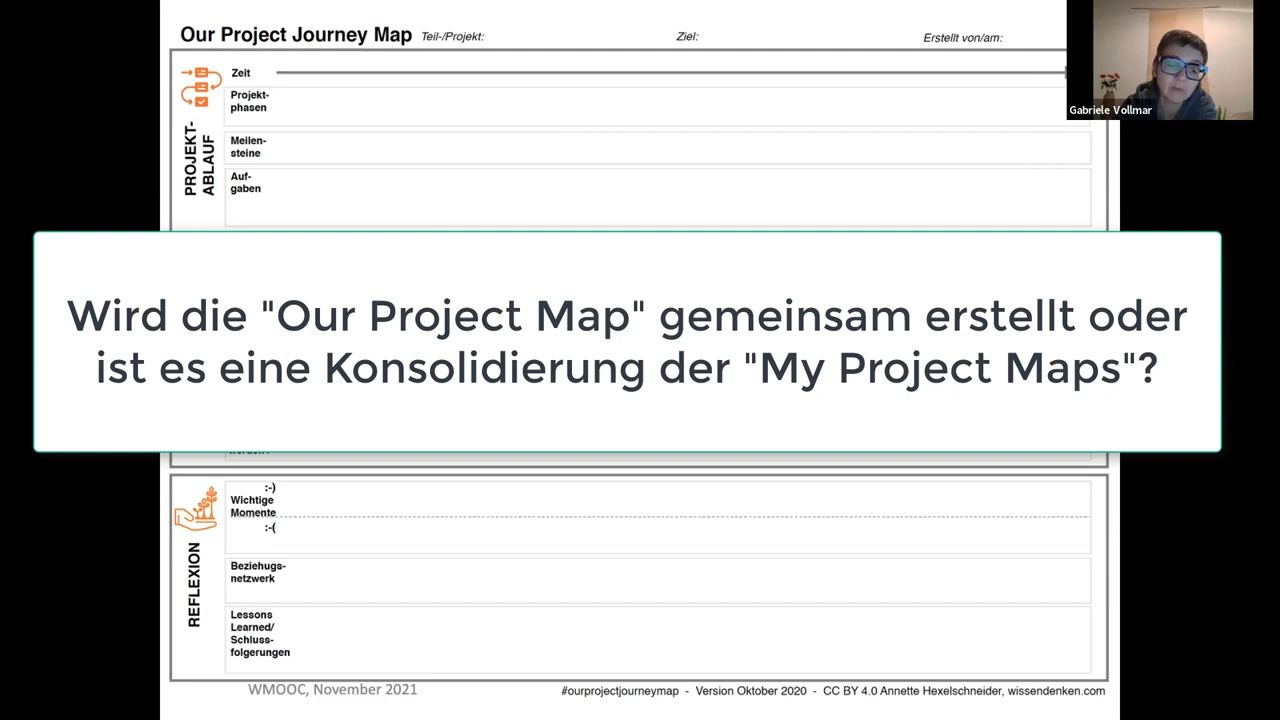 Our Project Journey Map Teil-/Projekt: Ziel: Erstellt von/am:
Gabriele Vollmar
Zeit
Projekt-
phasen
Meilen-
steine
Auf-
gaben
PROJEKT-
ABLAUF
Wird die "Our Project Map" gemeinsam erstellt oder
ist es eine Konsolidierung der "My Project Maps"?
:-)
Wichtige
Momente
:-(
Beziehungs-
netzwerk
Lessons
Learned/
Schluss-
folgerungen
REFLEXION
WMOOC, November 2021
#ourprojectjourneymap - Version Oktober 2020 - CC BY 4.0 Annette Hexelschneider, wissendenken.com